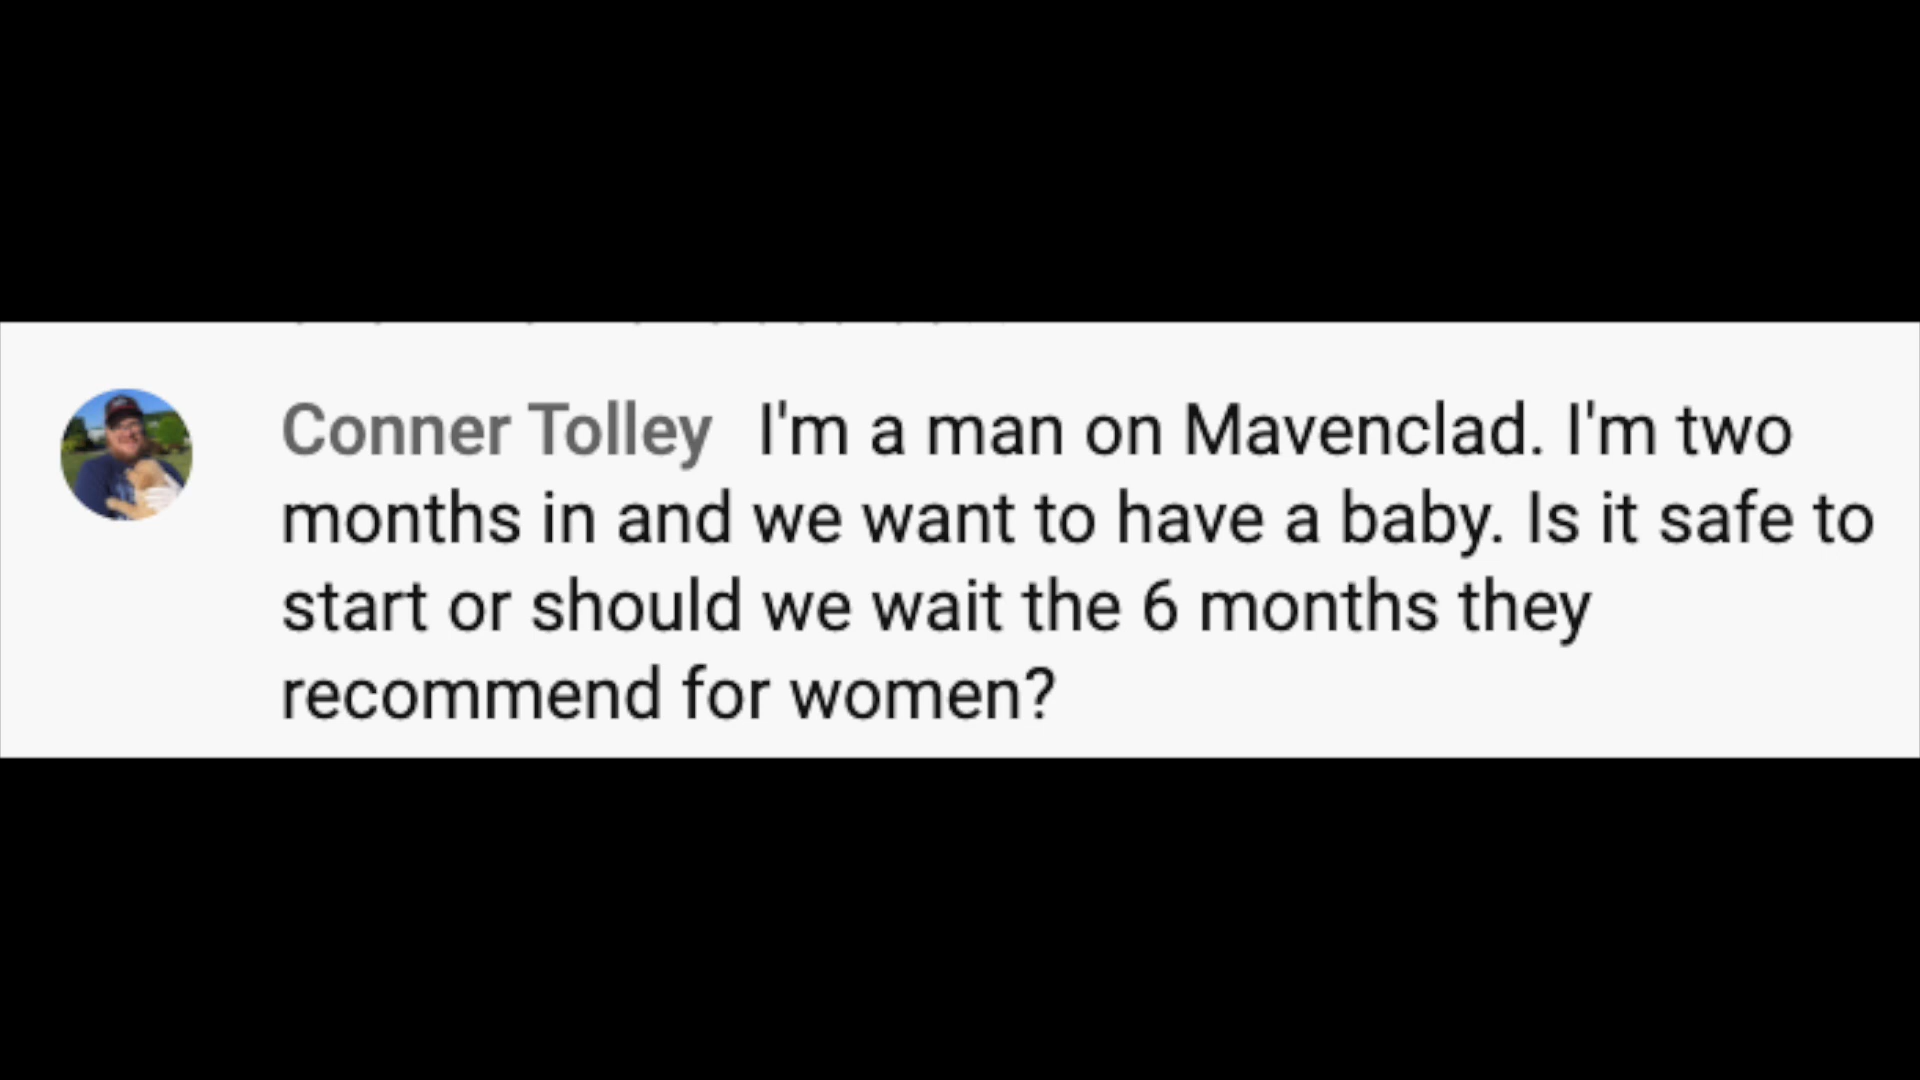 Conner Tolley I'm a man on Mavenclad. I'm two
months in and we want to have a baby. Is it safe to
start or should we wait the 6 months they
recommend for women?